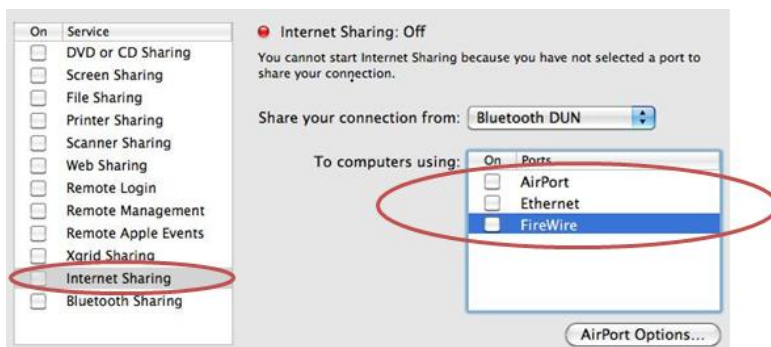 On Service
DVD or CD Sharing
Screen Sharing
File Sharing
Printer Sharing
Scanner Sharing
Web Sharing
Remote Login
Remote Management
Remote Apple Events
Xgrid Sharing
Internet Sharing
Bluetooth Sharing
Internet Sharing: Off
You cannot start Internet Sharing because you have not selected a port to
share your connection.
Share your connection from: Bluetooth DUN
To computers using:
On Ports
AirPort
Ethernet
FireWire
AirPort Options...